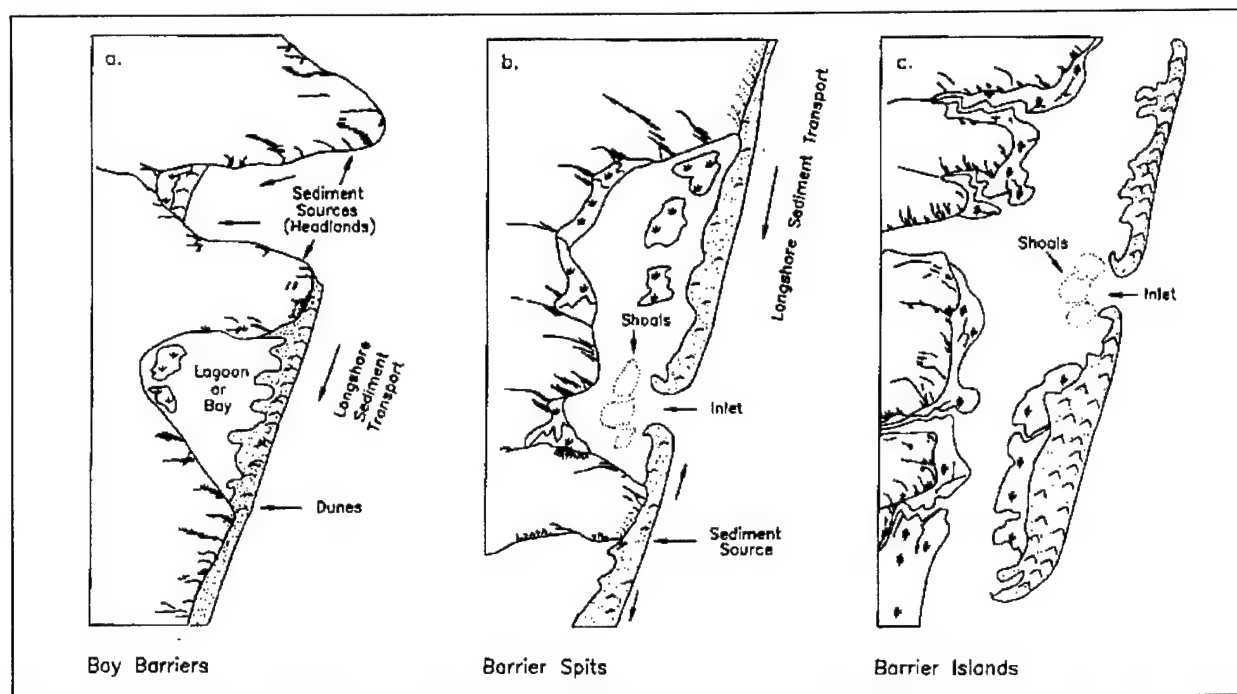 a.
Sediment
Sources
(Headlands)
Lagoon
or
Bay
Longshore
Sediment
Transport
Dunes
Bay Barriers
b.
Longshore Sediment Transport
Shoals
Inlet
Sediment
Source
Barrier Spits
c.
Shoals
Inlet
Barrier Islands